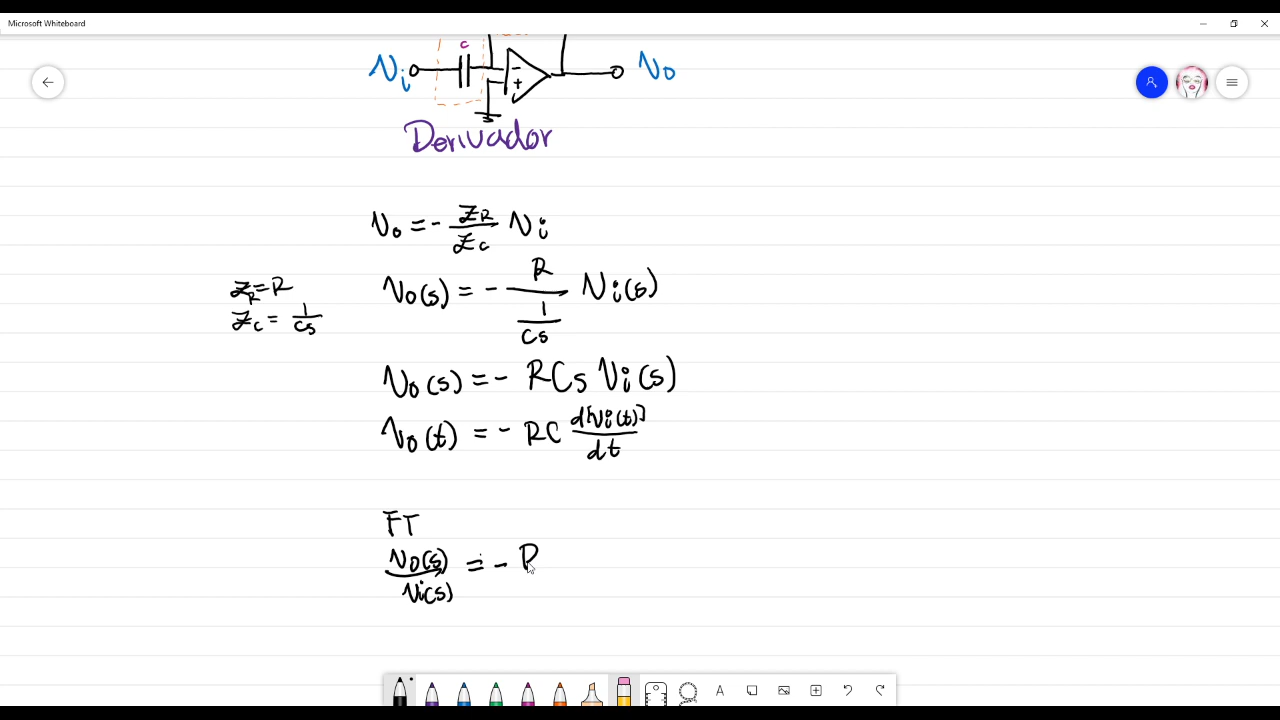 Microsoft Whiteboard
C
Vi
Vo
-
+
Derivador
Vo = - ZR/ZC Vi
ZR = R
ZC = 1/Cs
Vo(s) = - R/(1/Cs) Vi(s)
Vo(s) = - RCs Vi(s)
Vo(t) = - RC d[Vi(t)]/dt
FT
Vo(s)/Vi(s) = - R
A